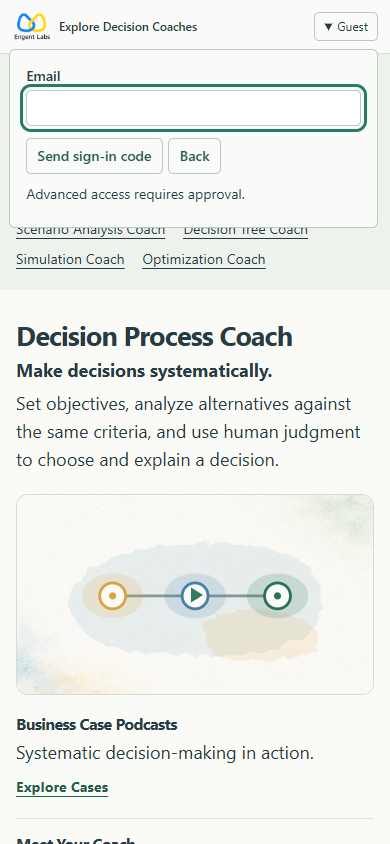 Engent Labs
Explore Decision Coaches
▼ Guest
Email
Send sign-in code
Back
Advanced access requires approval.
Scenario Analysis Coach
Decision Tree Coach
Simulation Coach
Optimization Coach
Decision Process Coach
Make decisions systematically.
Set objectives, analyze alternatives against
the same criteria, and use human judgment
to choose and explain a decision.
Business Case Podcasts
Systematic decision-making in action.
Explore Cases
Meet Your Coach